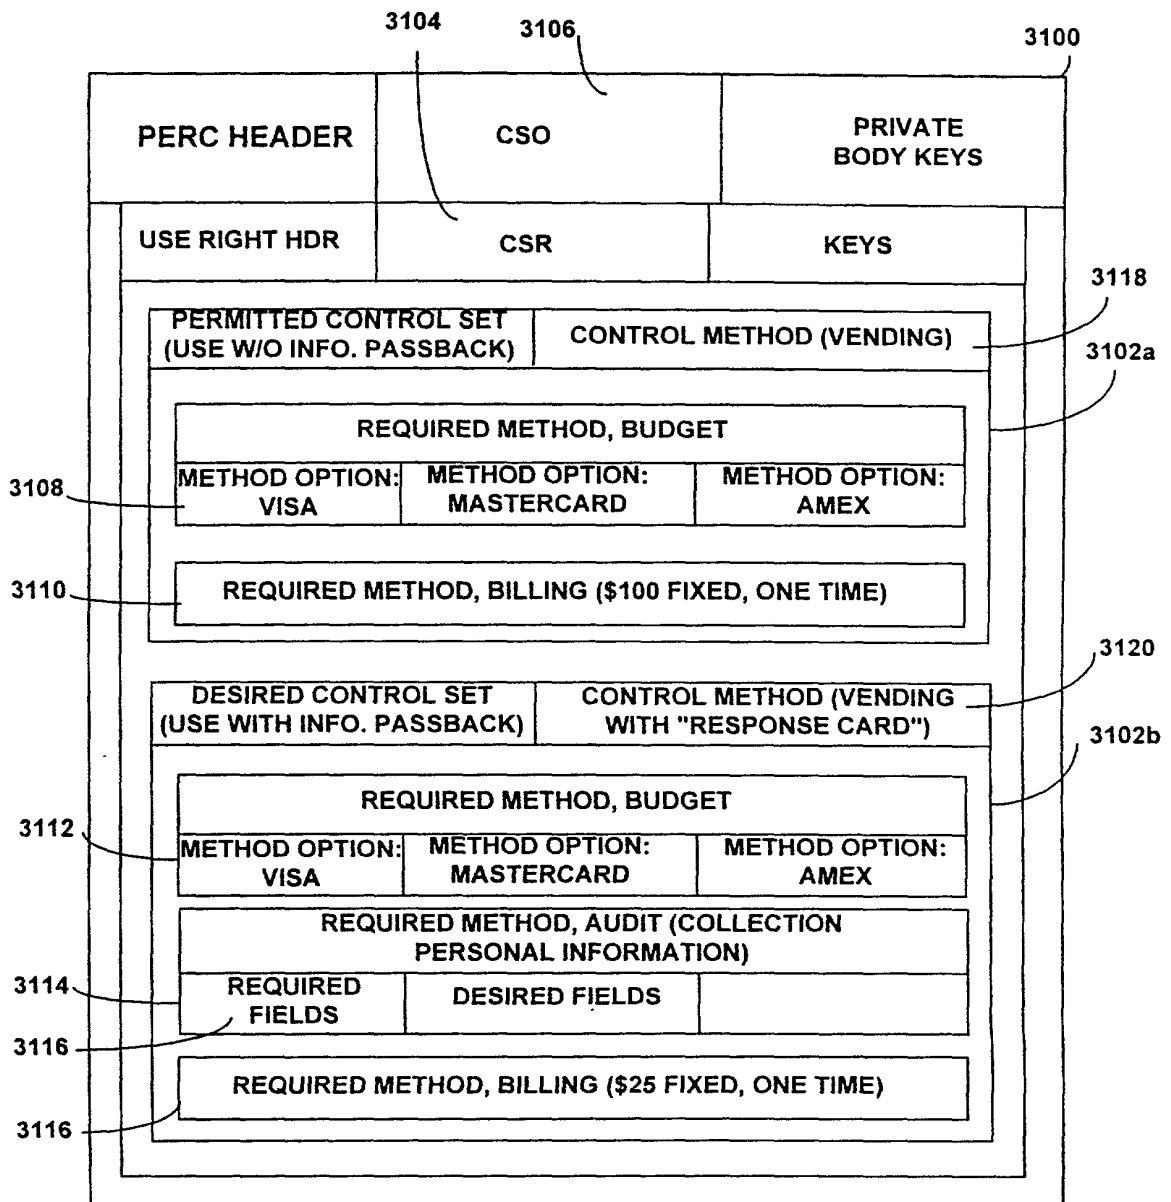 3104
3106
3100
PERC HEADER
CSO
PRIVATE
BODY KEYS
USE RIGHT HDR
CSR
KEYS
3118
PERMITTED CONTROL SET
(USE W/O INFO. PASSBACK)
CONTROL METHOD (VENDING)
3102a
REQUIRED METHOD, BUDGET
3108
METHOD OPTION:
VISA
METHOD OPTION:
MASTERCARD
METHOD OPTION:
AMEX
3110
REQUIRED METHOD, BILLING ($100 FIXED, ONE TIME)
3120
DESIRED CONTROL SET
(USE WITH INFO. PASSBACK)
CONTROL METHOD (VENDING
WITH "RESPONSE CARD")
3102b
REQUIRED METHOD, BUDGET
3112
METHOD OPTION:
VISA
METHOD OPTION:
MASTERCARD
METHOD OPTION:
AMEX
REQUIRED METHOD, AUDIT (COLLECTION
PERSONAL INFORMATION)
3114
REQUIRED
FIELDS
DESIRED FIELDS
3116
REQUIRED METHOD, BILLING ($25 FIXED, ONE TIME)
3116